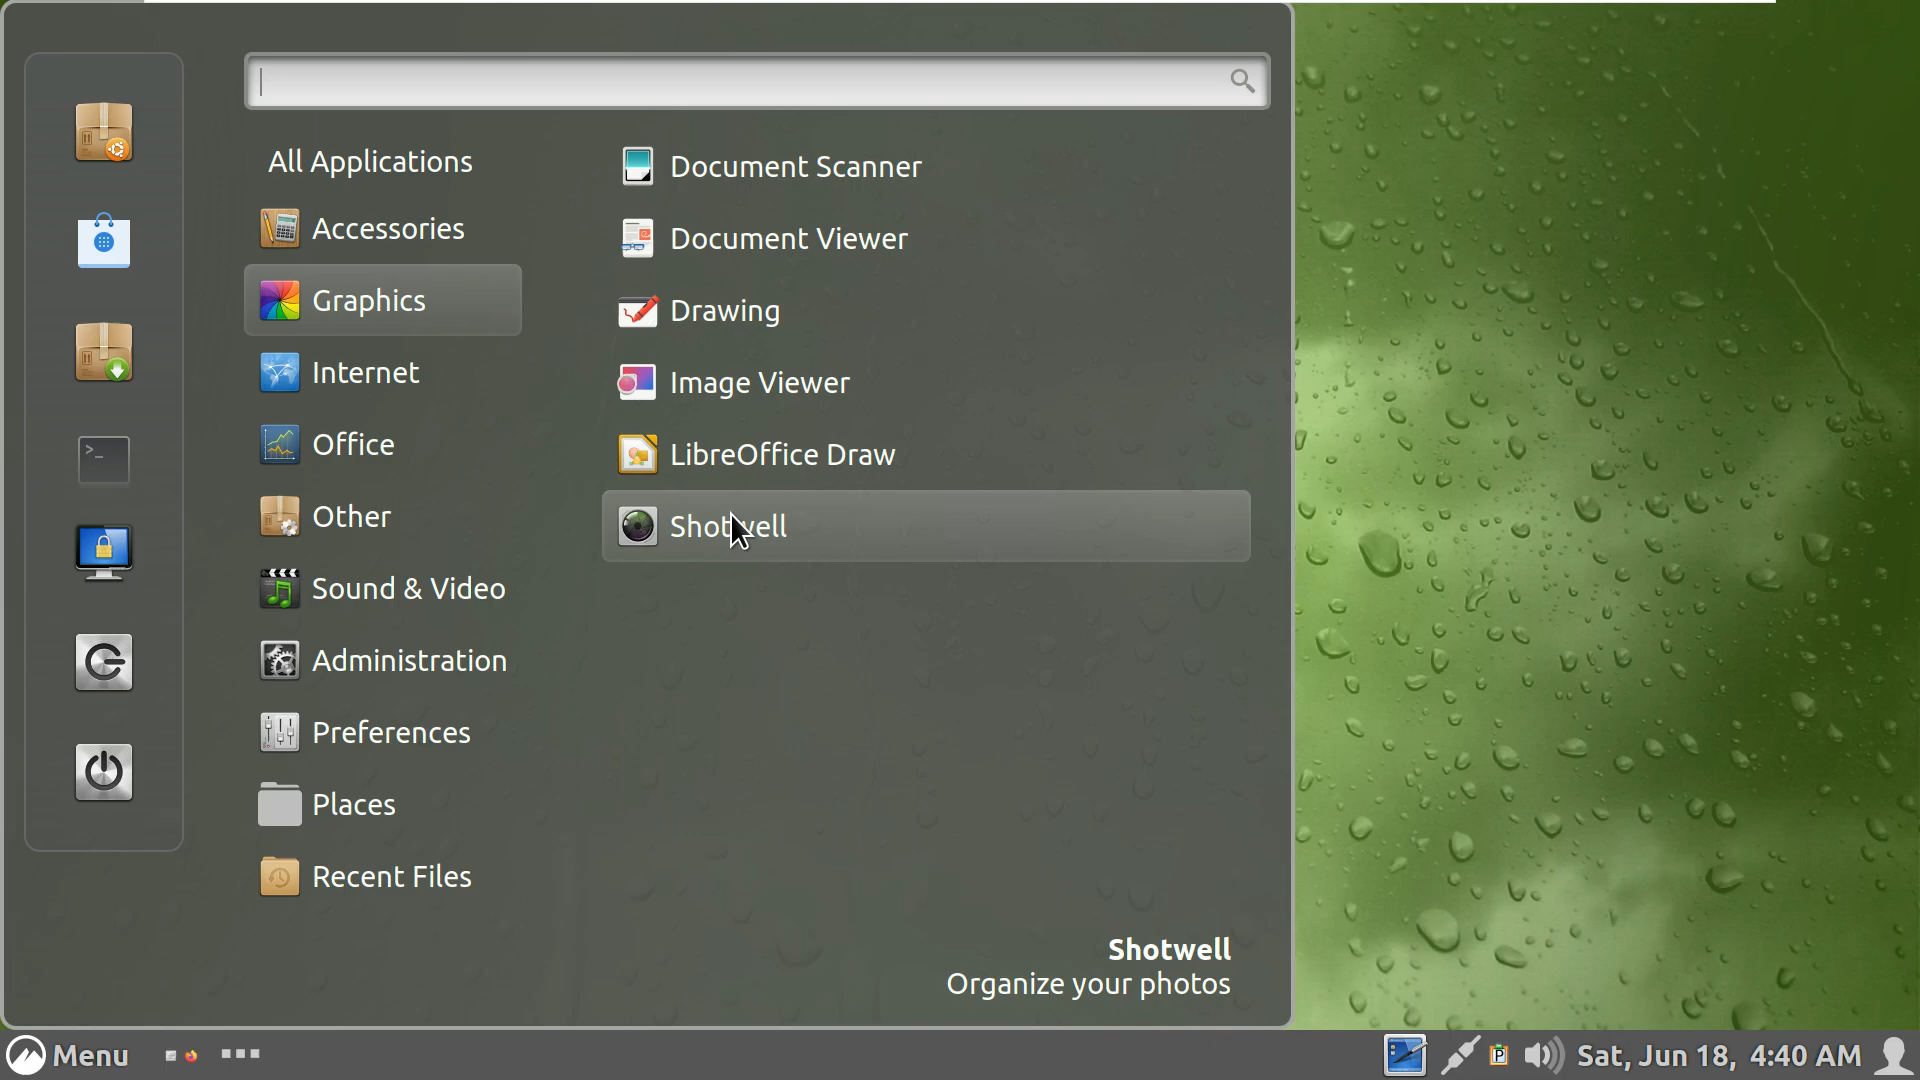 All Applications
Accessories
Graphics
Internet
Office
Other
Sound & Video
Administration
Preferences
Places
Recent Files
Document Scanner
Document Viewer
Drawing
Image Viewer
LibreOffice Draw
Shotwell
Shotwell
Organize your photos
Menu
Sat, Jun 18, 4:40 AM